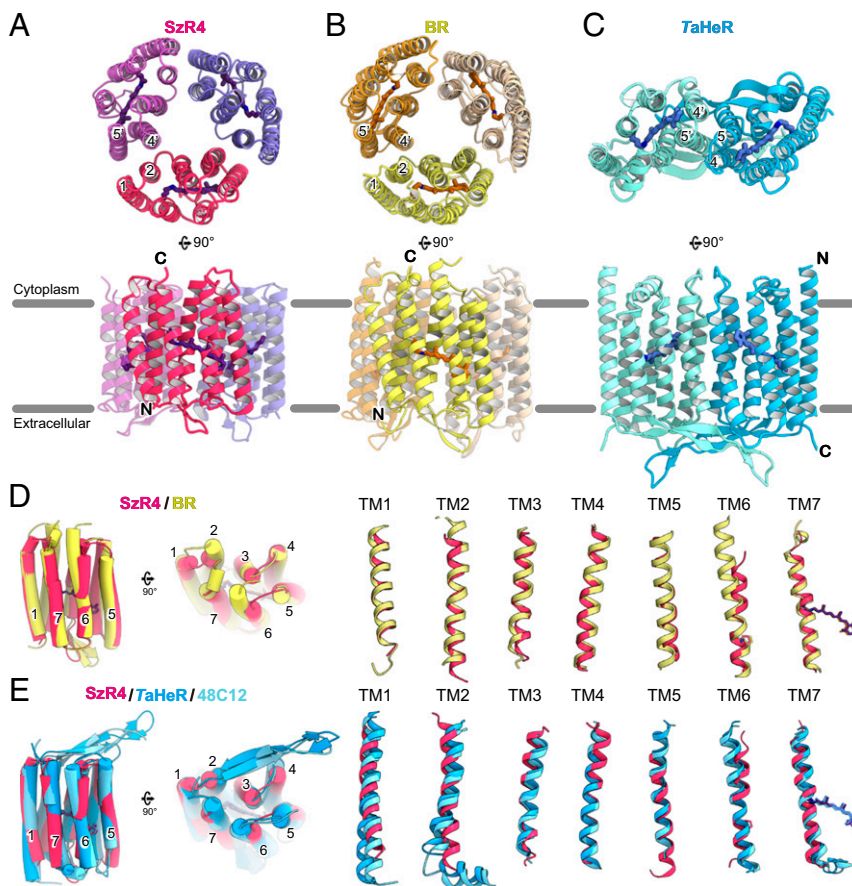 A B C
SzR4 BR TaHeR
5' 4' 5' 4' 4' 5' 5 4
1 2 1 2
90° 90° 90°
C C N
Cytoplasm
N N
Extracellular
C
D
SzR4 / BR TM1 TM2 TM3 TM4 TM5 TM6 TM7
1 7 6 5
90°
1 2 3 4 5 6 7
E
SzR4 / TaHeR / 48C12 TM1 TM2 TM3 TM4 TM5 TM6 TM7
1 7 6 5
90°
1 2 3 4 5 6 7